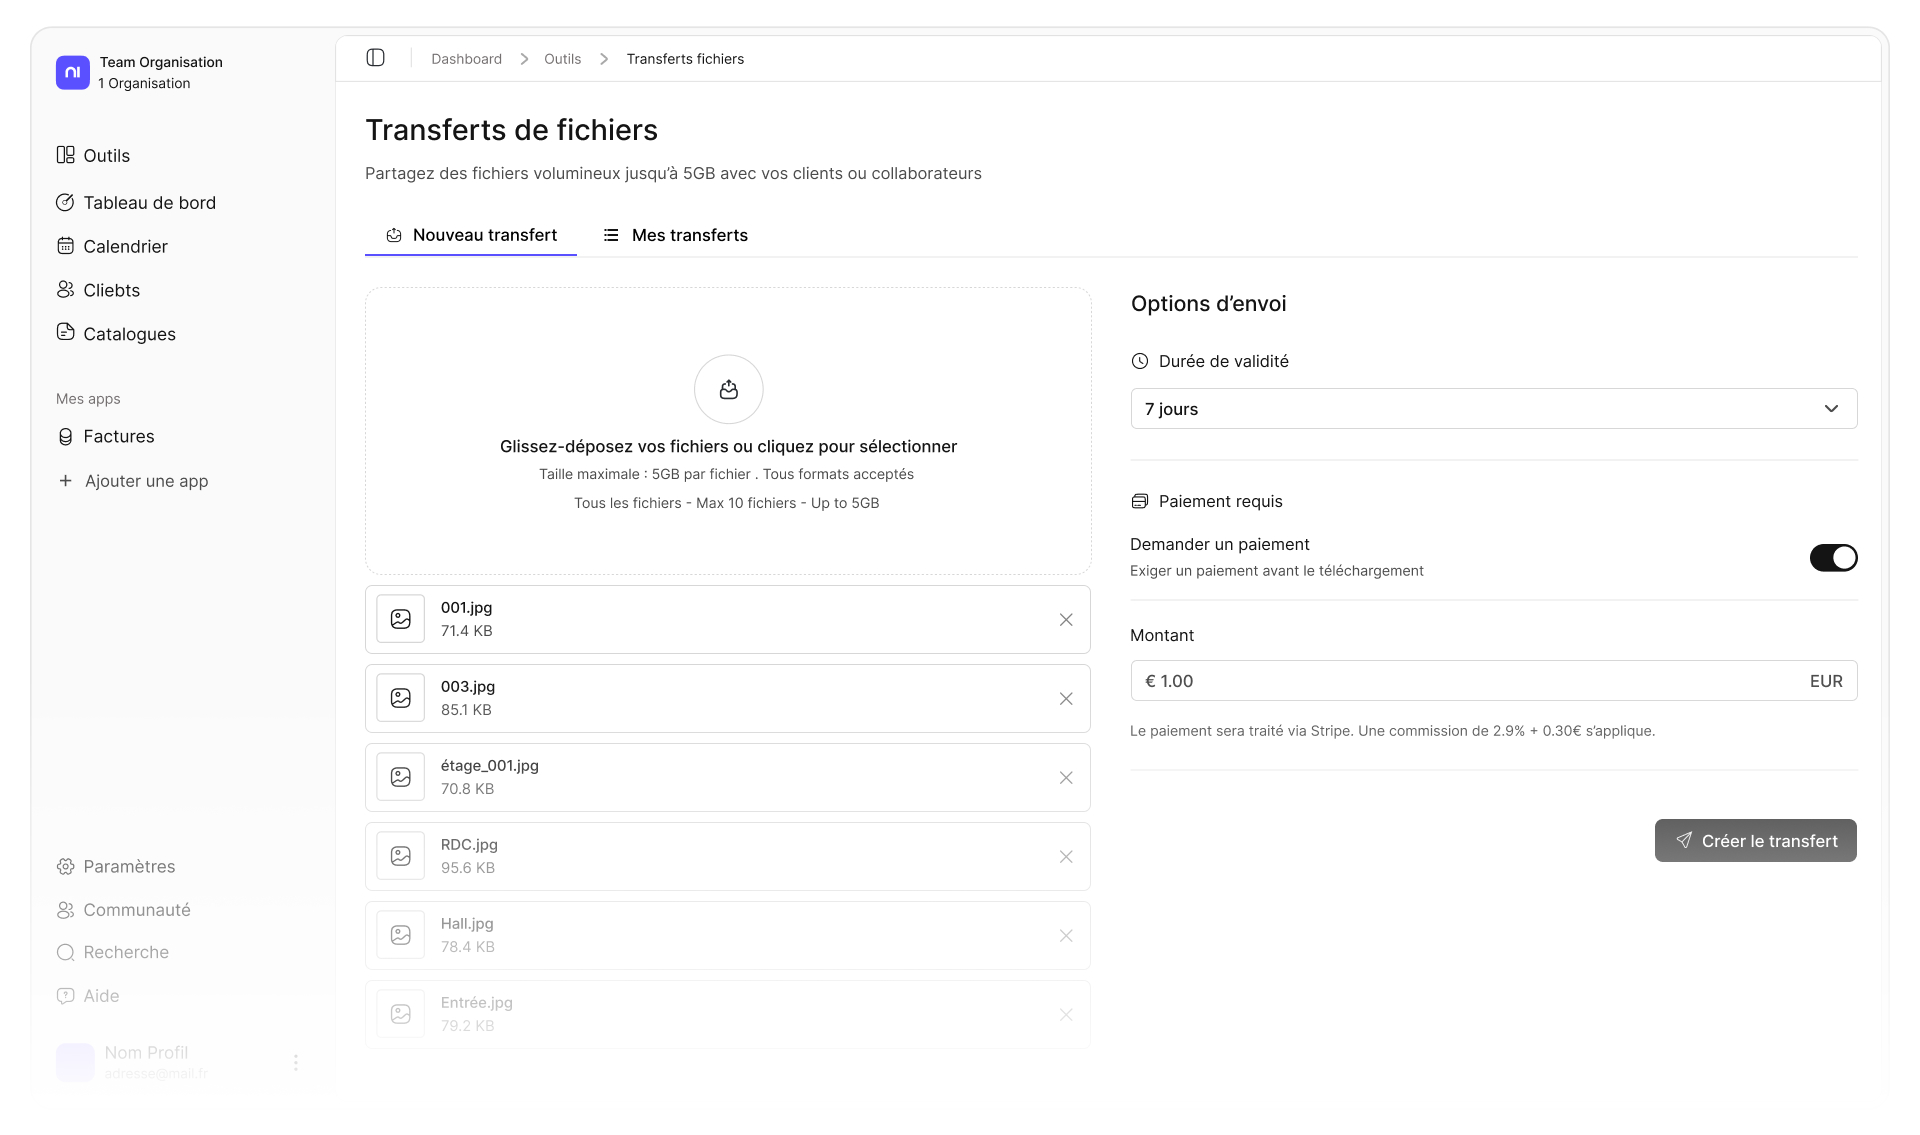 Team Organisation
1 Organisation
Outils
Tableau de bord
Calendrier
Cliebts
Catalogues
Mes apps
Factures
Ajouter une app
Paramètres
Communauté
Recherche
Aide
Nom Profil
adresse@mail.fr
Dashboard > Outils > Transferts fichiers
Transferts de fichiers
Partagez des fichiers volumineux jusqu’à 5GB avec vos clients ou collaborateurs
Nouveau transfert
Mes transferts
Glissez-déposez vos fichiers ou cliquez pour sélectionner
Taille maximale : 5GB par fichier . Tous formats acceptés
Tous les fichiers - Max 10 fichiers - Up to 5GB
001.jpg
71.4 KB
003.jpg
85.1 KB
étage_001.jpg
70.8 KB
RDC.jpg
95.6 KB
Hall.jpg
78.4 KB
Entrée.jpg
79.2 KB
Options d’envoi
Durée de validité
7 jours
Paiement requis
Demander un paiement
Exiger un paiement avant le téléchargement
Montant
€ 1.00 EUR
Le paiement sera traité via Stripe. Une commission de 2.9% + 0.30€ s’applique.
Créer le transfert